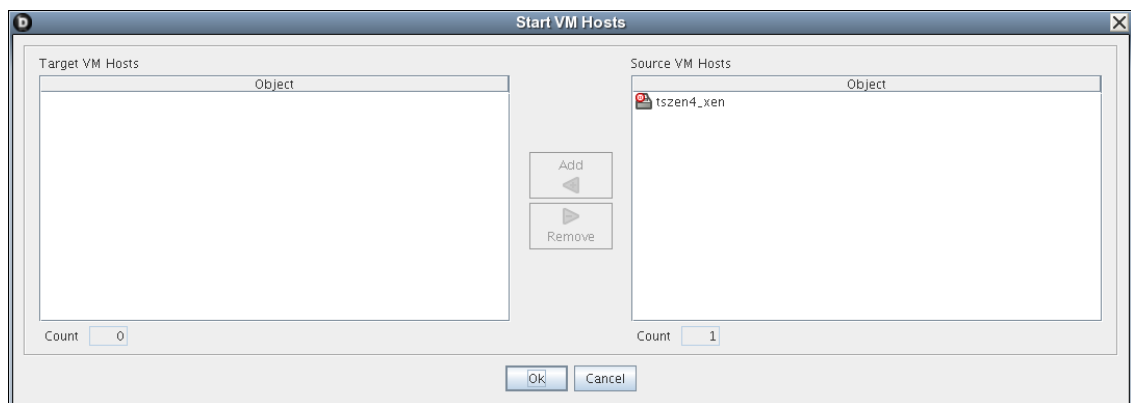 Start VM Hosts
Target VM Hosts
Object
Source VM Hosts
Object
tszen4_xen
Add
Remove
Count 0
Count 1
Ok
Cancel